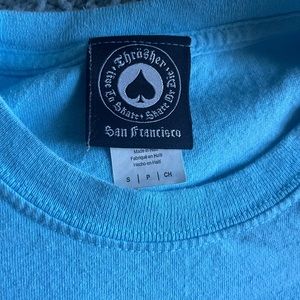 Thrasher
Live To Skate • Skate Or Die
San Francisco
Made in Haiti
Fabriqué en Haïti
Hecho en Haití
S | P | CH